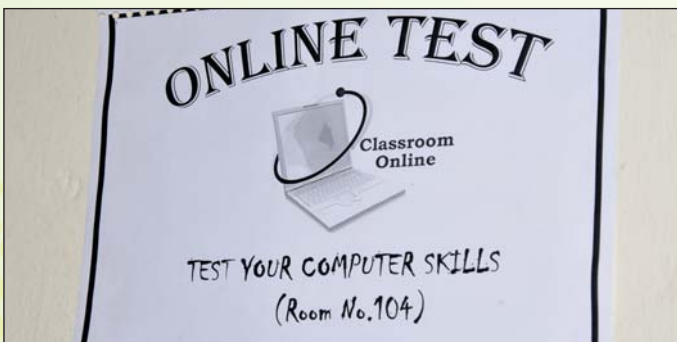 ONLINE TEST
Classroom
Online
TEST YOUR COMPUTER SKILLS
(Room No.104)